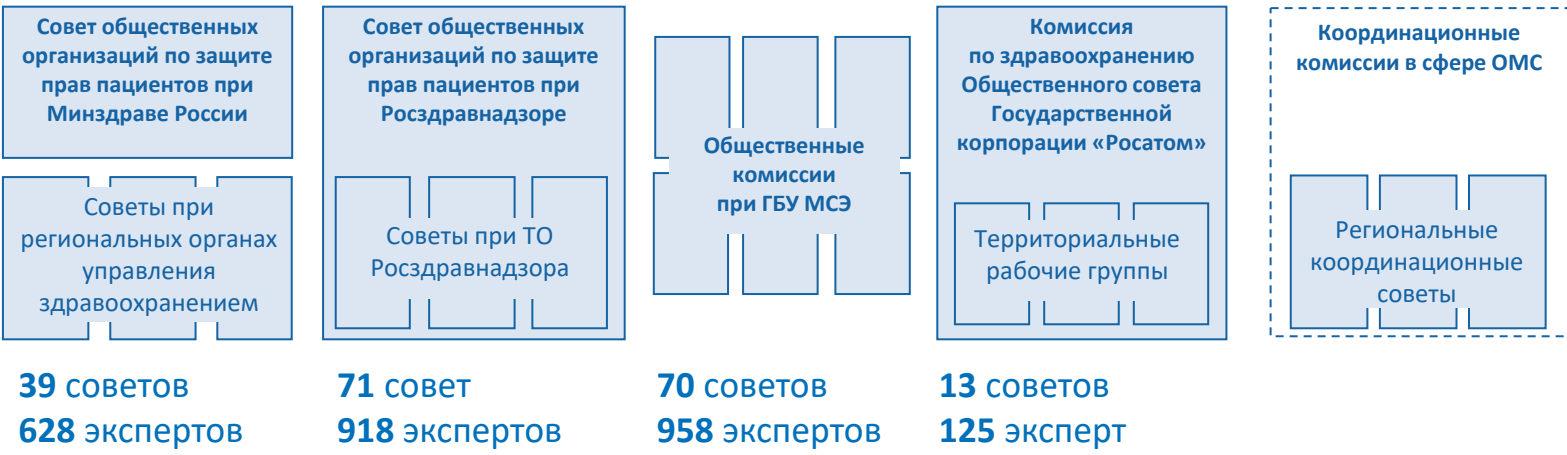 Совет общественных
организаций по защите
прав пациентов при
Минздраве России
Советы при
региональных органах
управления
здравоохранением
39 советов
628 экспертов
Совет общественных
организаций по защите
прав пациентов при
Росздравнадзоре
Советы при ТО
Росздравнадзора
71 совет
918 экспертов
Общественные
комиссии
при ГБУ МСЭ
70 советов
958 экспертов
Комиссия
по здравоохранению
Общественного совета
Государственной
корпорации «Росатом»
Территориальные
рабочие группы
13 советов
125 эксперт
Координационные
комиссии в сфере ОМС
Региональные
координационные
советы